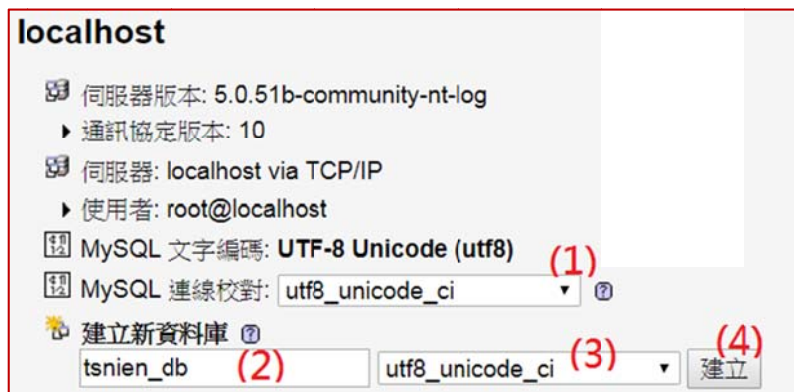 localhost
伺服器版本: 5.0.51b-community-nt-log
通訊協定版本: 10
伺服器: localhost via TCP/IP
使用者: root@localhost
MySQL 文字編碼: UTF-8 Unicode (utf8)
(1)
MySQL 連線校對: utf8_unicode_ci
建立新資料庫
tsnien_db (2) utf8_unicode_ci (3) 建立 (4)